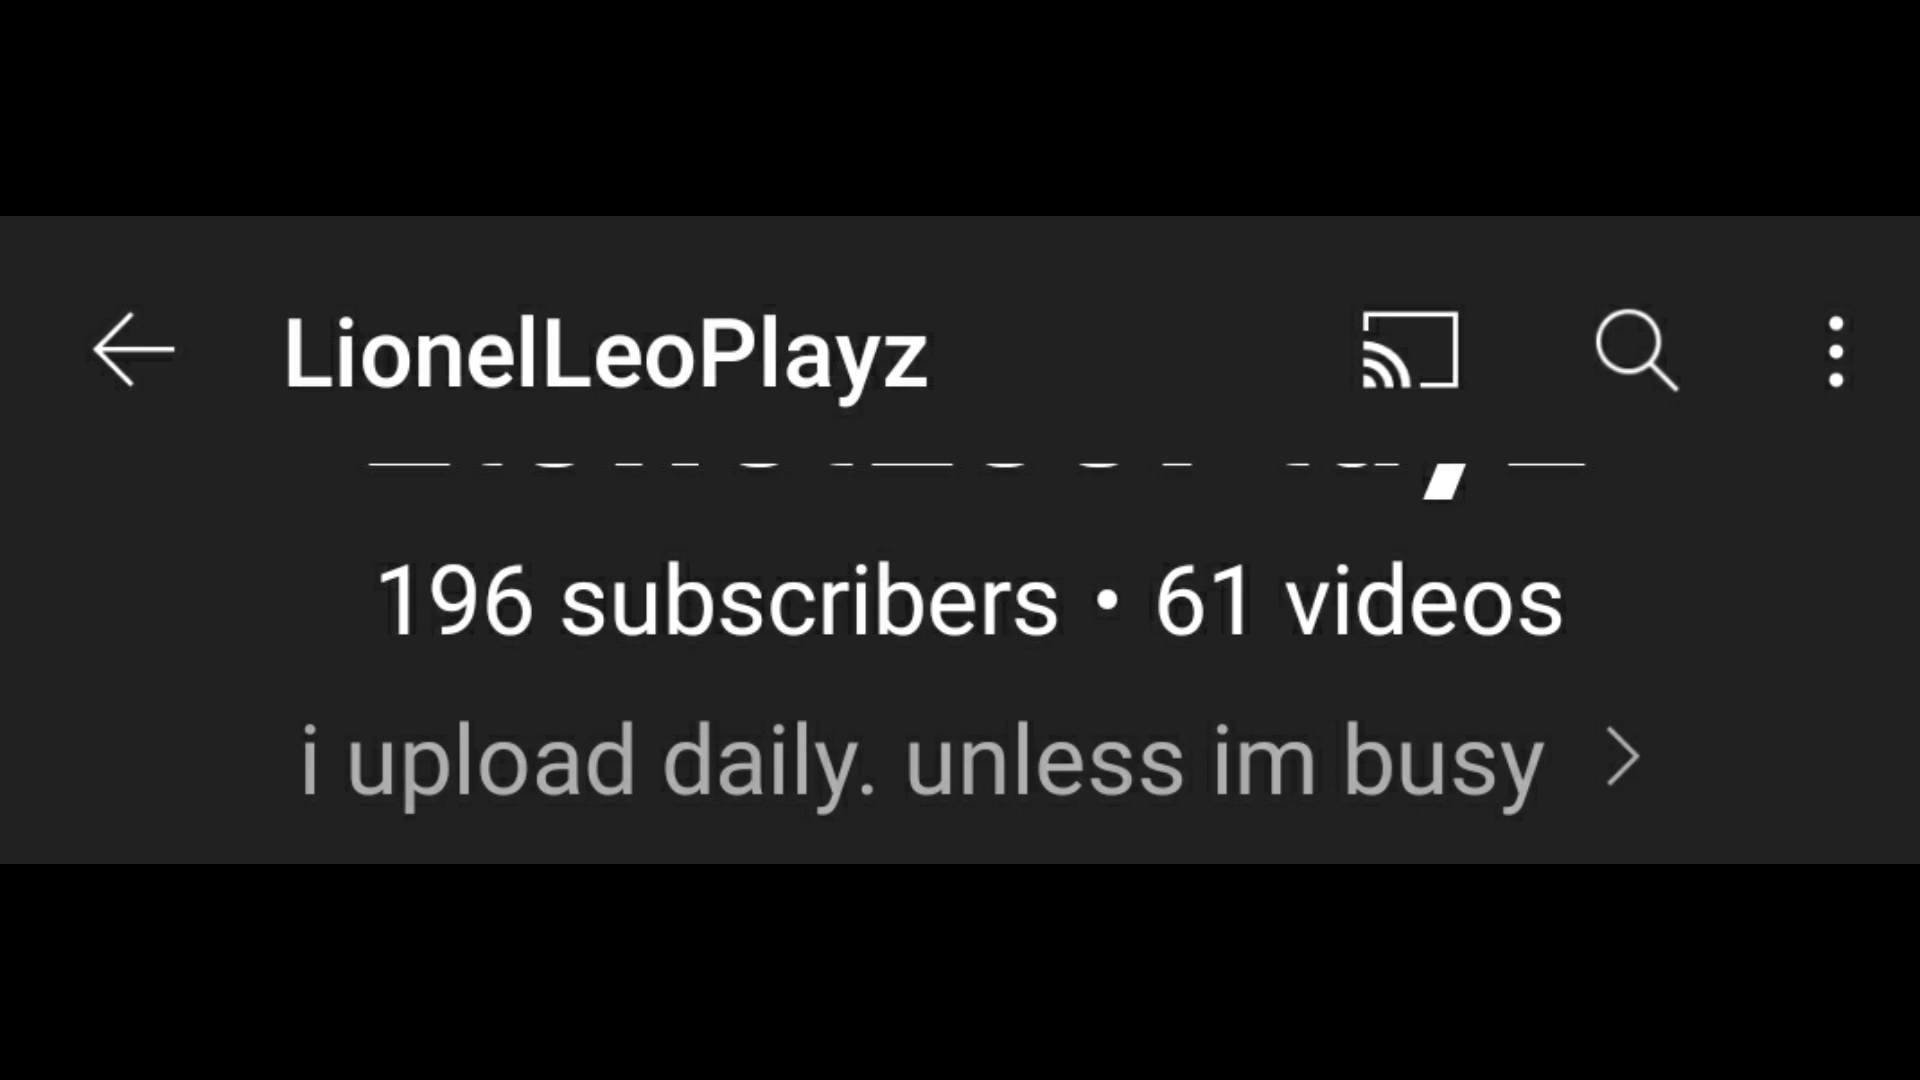 LionelLeoPlayz
196 subscribers • 61 videos
i upload daily. unless im busy